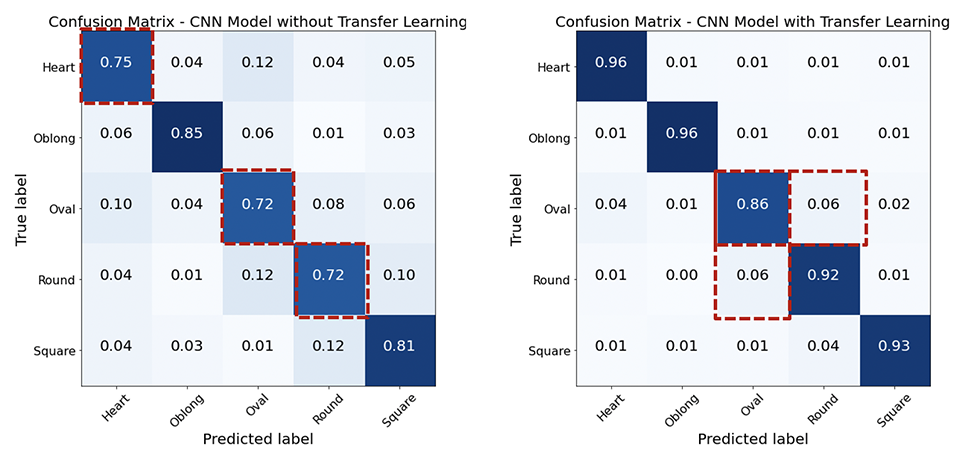 Confusion Matrix - CNN Model without Transfer Learning
True label
Heart 0.75 0.04 0.12 0.04 0.05
Oblong 0.06 0.85 0.06 0.01 0.03
Oval 0.10 0.04 0.72 0.08 0.06
Round 0.04 0.01 0.12 0.72 0.10
Square 0.04 0.03 0.01 0.12 0.81
Heart Oblong Oval Round Square
Predicted label
Confusion Matrix - CNN Model with Transfer Learning
True label
Heart 0.96 0.01 0.01 0.01 0.01
Oblong 0.01 0.96 0.01 0.01 0.01
Oval 0.04 0.01 0.86 0.06 0.02
Round 0.01 0.00 0.06 0.92 0.01
Square 0.01 0.01 0.01 0.04 0.93
Heart Oblong Oval Round Square
Predicted label